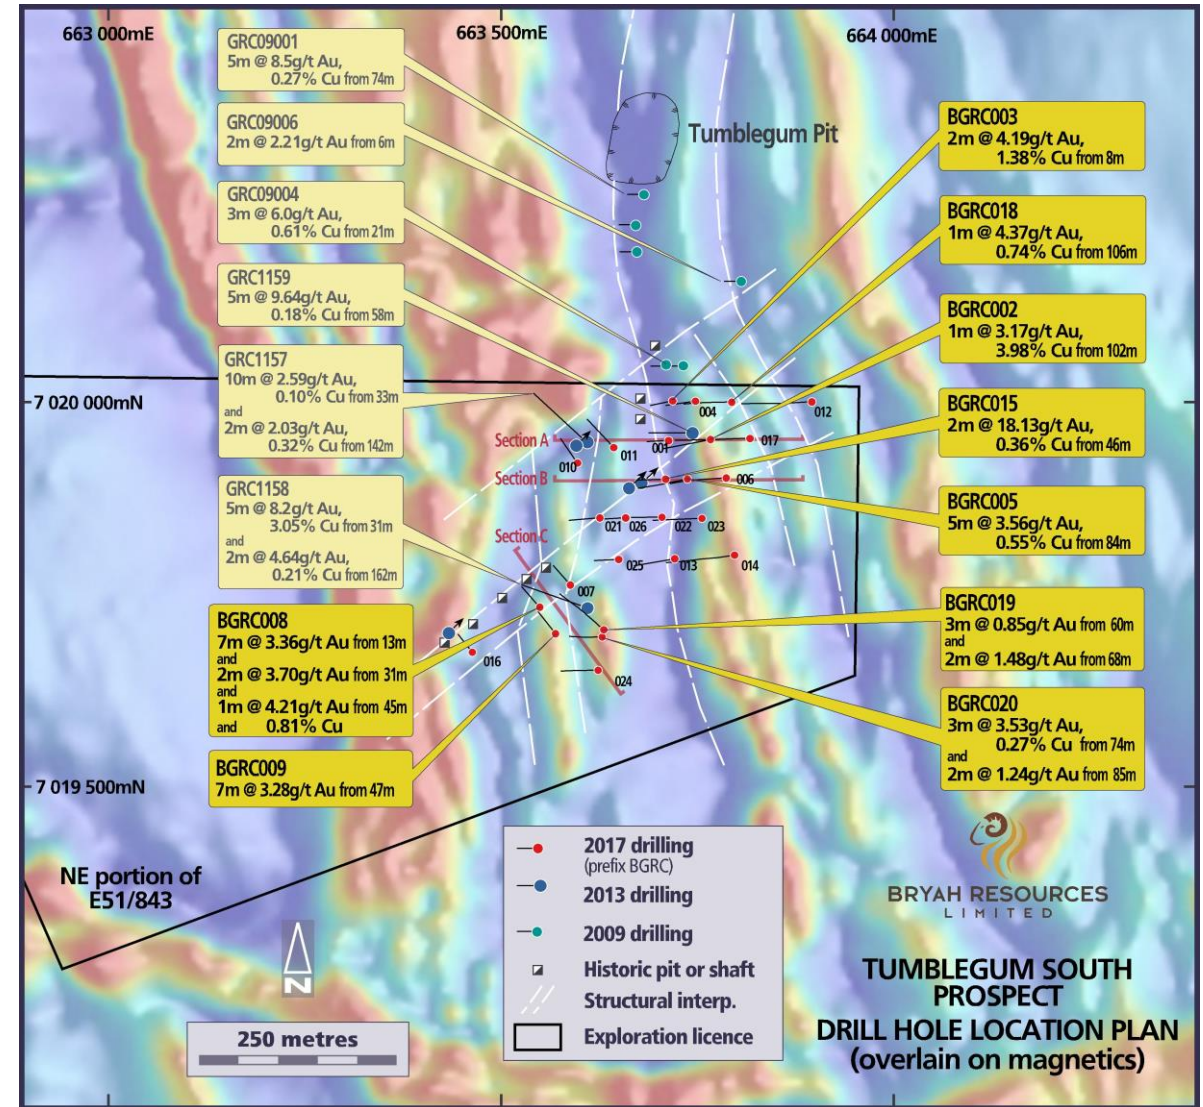 663 000mE
663 500mE
664 000mE
GRC09001
5m @ 8.5g/t Au,
0.27% Cu from 74m
GRC09006
2m @ 2.21g/t Au from 6m
GRC09004
3m @ 6.0g/t Au,
0.61% Cu from 21m
GRC1159
5m @ 9.64g/t Au,
0.18% Cu from 58m
GRC1157
10m @ 2.59g/t Au,
0.10% Cu from 33m
and
2m @ 2.03g/t Au,
0.32% Cu from 142m
GRC1158
5m @ 8.2g/t Au,
3.05% Cu from 31m
and
2m @ 4.64g/t Au,
0.21% Cu from 162m
BGRC008
7m @ 3.36g/t Au from 13m
and
2m @ 3.70g/t Au from 31m
and
1m @ 4.21g/t Au from 45m
and 0.81% Cu
BGRC009
7m @ 3.28g/t Au from 47m
Tumblegum Pit
BGRC003
2m @ 4.19g/t Au,
1.38% Cu from 8m
BGRC018
1m @ 4.37g/t Au,
0.74% Cu from 106m
BGRC002
1m @ 3.17g/t Au,
3.98% Cu from 102m
BGRC015
2m @ 18.13g/t Au,
0.36% Cu from 46m
BGRC005
5m @ 3.56g/t Au,
0.55% Cu from 84m
BGRC019
3m @ 0.85g/t Au from 60m
and
2m @ 1.48g/t Au from 68m
BGRC020
3m @ 3.53g/t Au,
0.27% Cu from 74m
and
2m @ 1.24g/t Au from 85m
7 020 000mN
7 019 500mN
004
012
Section A
011
001
017
010
Section B
006
021
026
022
023
Section C
025
013
014
007
016
024
NE portion of
E51/843
N
250 metres
2017 drilling
(prefix BGRC)
2013 drilling
2009 drilling
Historic pit or shaft
Structural interp.
Exploration licence
BRYAH RESOURCES
LIMITED
TUMBLEGUM SOUTH
PROSPECT
DRILL HOLE LOCATION PLAN
(overlain on magnetics)